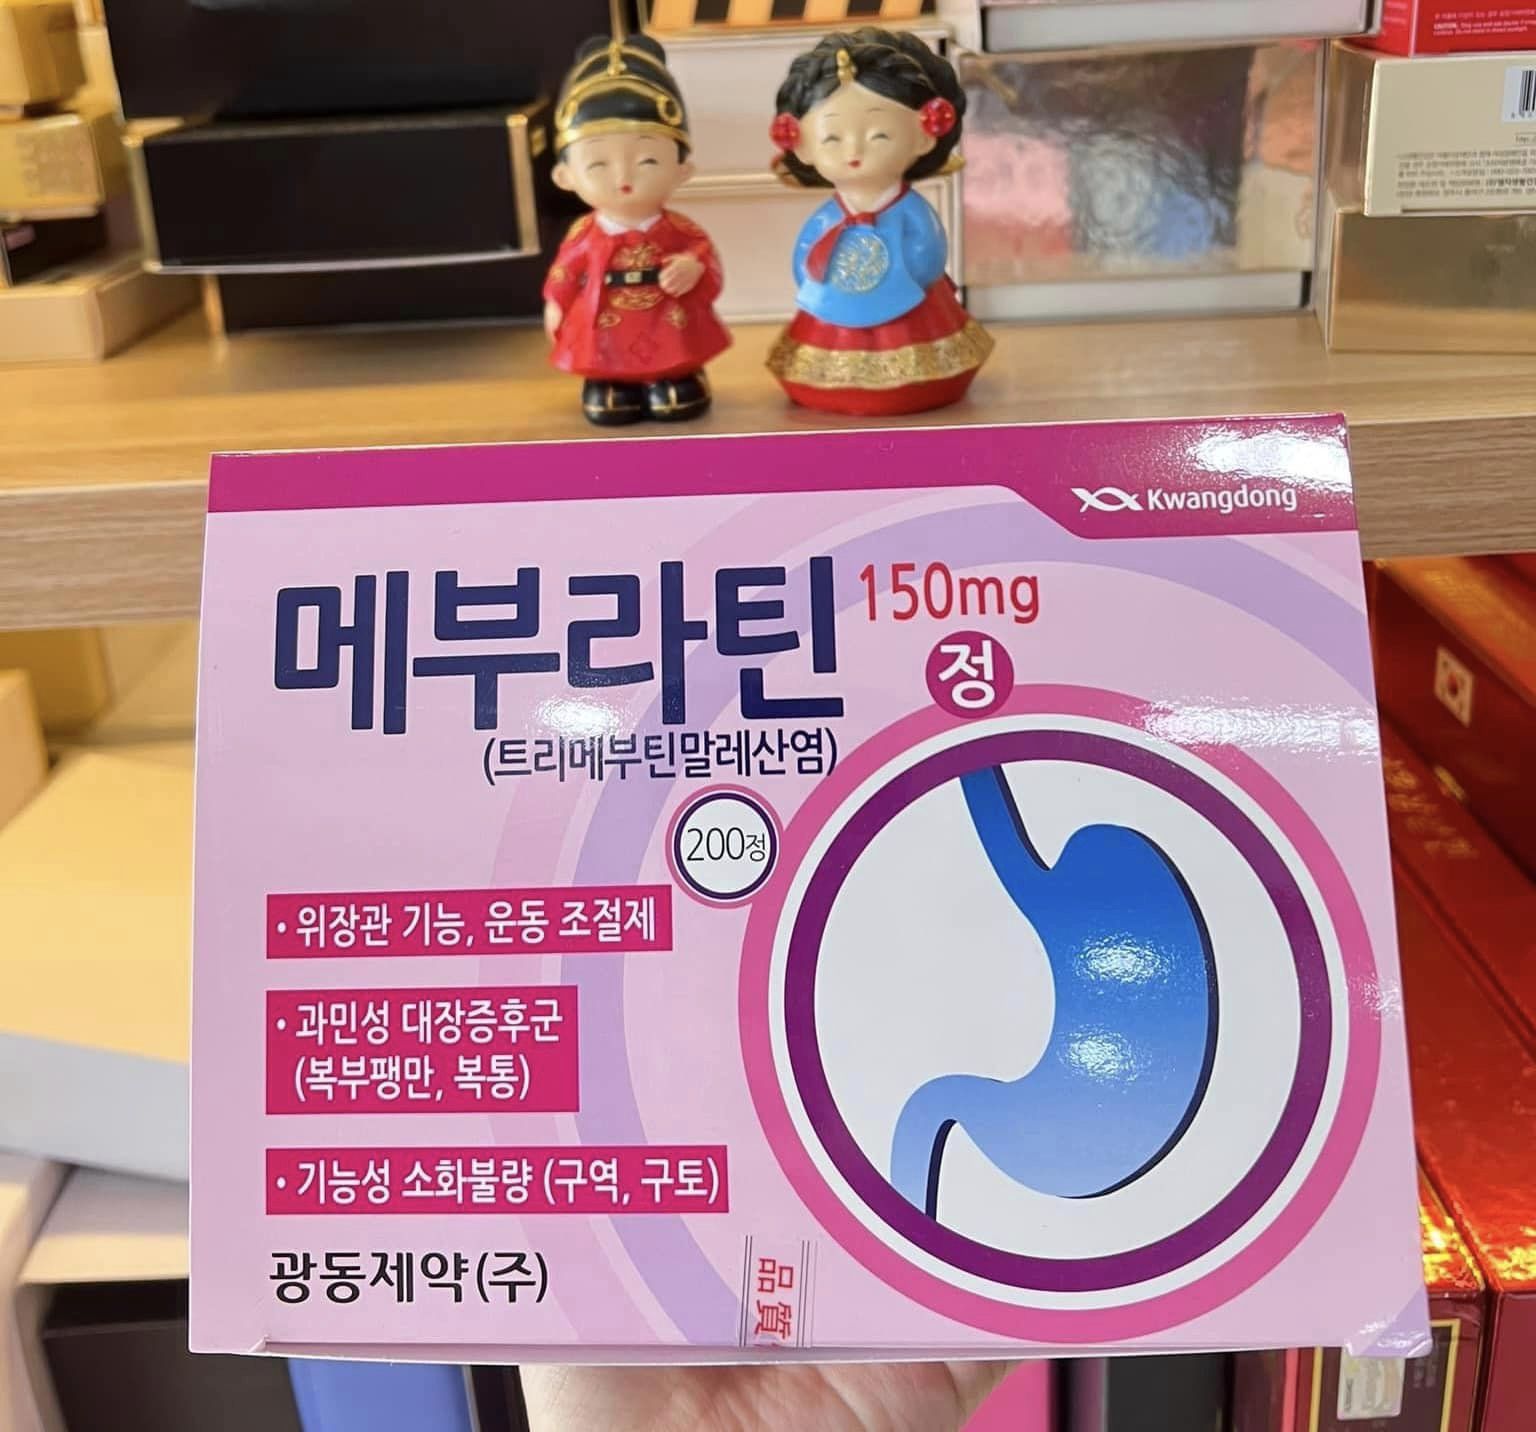 Kwangdong
메부라틴 150mg
정
(트리메부틴말레산염)
200정
· 위장관 기능, 운동 조절제
· 과민성 대장증후군
(복부팽만, 복통)
· 기능성 소화불량 (구역, 구토)
광동제약(주)
品質